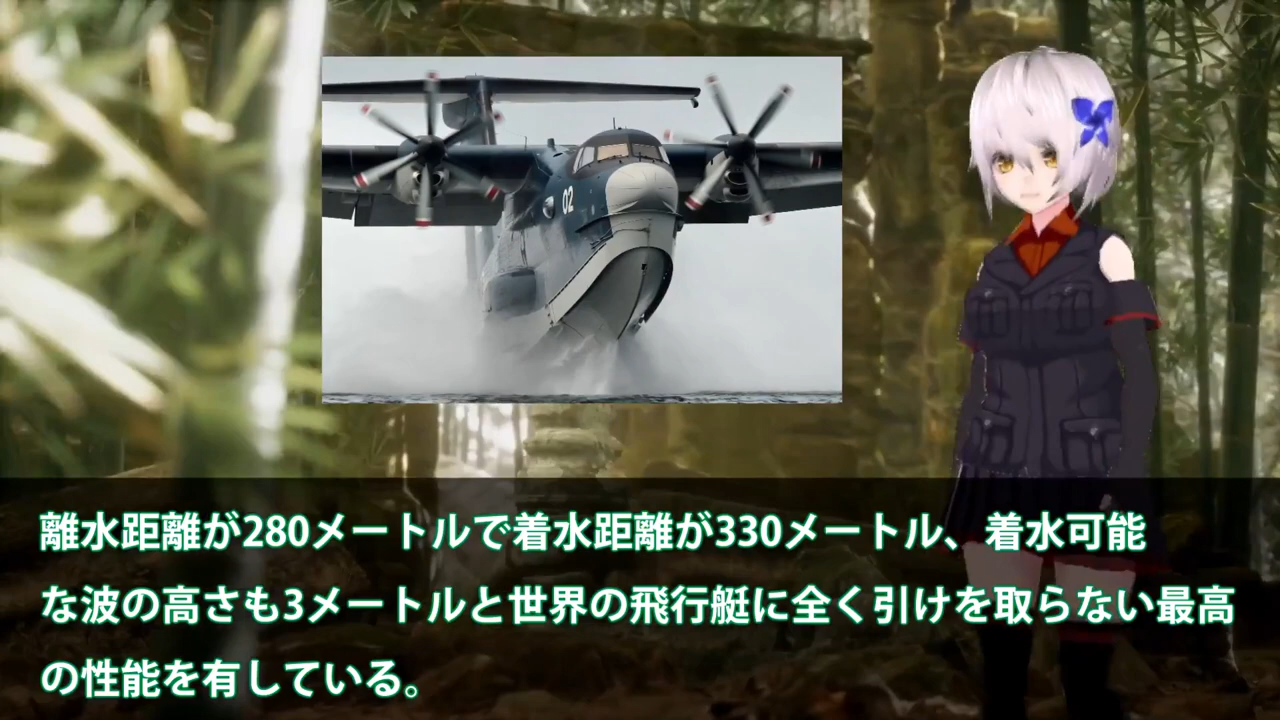 02
離水距離が280メートルで着水距離が330メートル、着水可能
な波の高さも3メートルと世界の飛行艇に全く引けを取らない最高
の性能を有している。